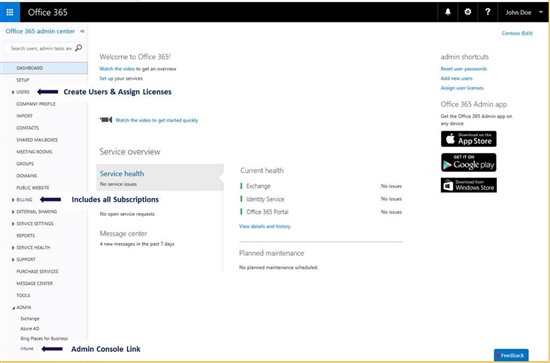 Office 365
John Doe
Office 365 admin center
Contoso (Edit)
Search users, admin tasks and
DASHBOARD
SETUP
USERS
Create Users & Assign Licenses
COMPANY PROFILE
IMPORT
CONTACTS
SHARED MAILBOXES
MEETING ROOMS
GROUPS
DOMAINS
PUBLIC WEBSITE
BILLING
Includes all Subscriptions
EXTERNAL SHARING
SERVICE SETTINGS
REPORTS
SERVICE HEALTH
SUPPORT
PURCHASE SERVICES
MESSAGE CENTER
TOOLS
ADMIN
Exchange
Azure AD
Bing Places for Business
Intune
Admin Console Link
Welcome to Office 365!
Watch the video to get an overview
Set up your services
Watch the video to get started quickly
Service overview
Service health
No service issues
No open service requests
Message center
4 new messages in the past 7 days
Current health
Exchange No issues
Identity Service No issues
Office 365 Portal No issues
View details and history
Planned maintenance
No planned maintenance scheduled.
admin shortcuts
Reset user passwords
Add new users
Assign user licenses
Office 365 Admin app
Get the Office 365 Admin app on
any device
Download on the
App Store
GET IT ON
Google play
Download from
Windows Store
Feedback